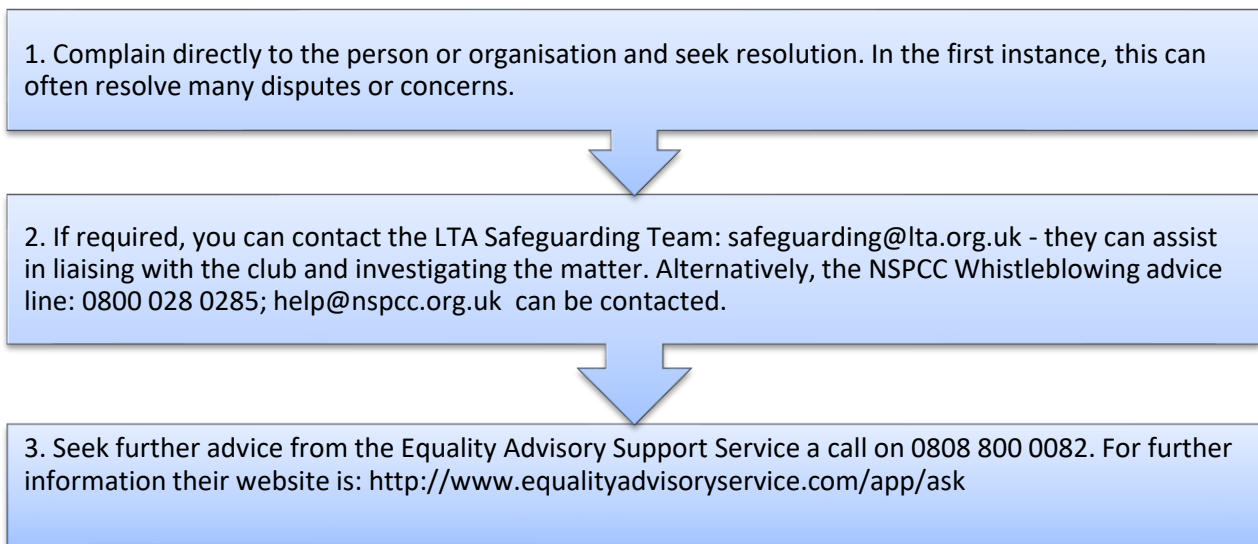 1. Complain directly to the person or organisation and seek resolution. In the first instance, this can
often resolve many disputes or concerns.
2. If required, you can contact the LTA Safeguarding Team: safeguarding@lta.org.uk - they can assist
in liaising with the club and investigating the matter. Alternatively, the NSPCC Whistleblowing advice
line: 0800 028 0285; help@nspcc.org.uk  can be contacted.
3. Seek further advice from the Equality Advisory Support Service a call on 0808 800 0082. For further
information their website is: http://www.equalityadvisoryservice.com/app/ask